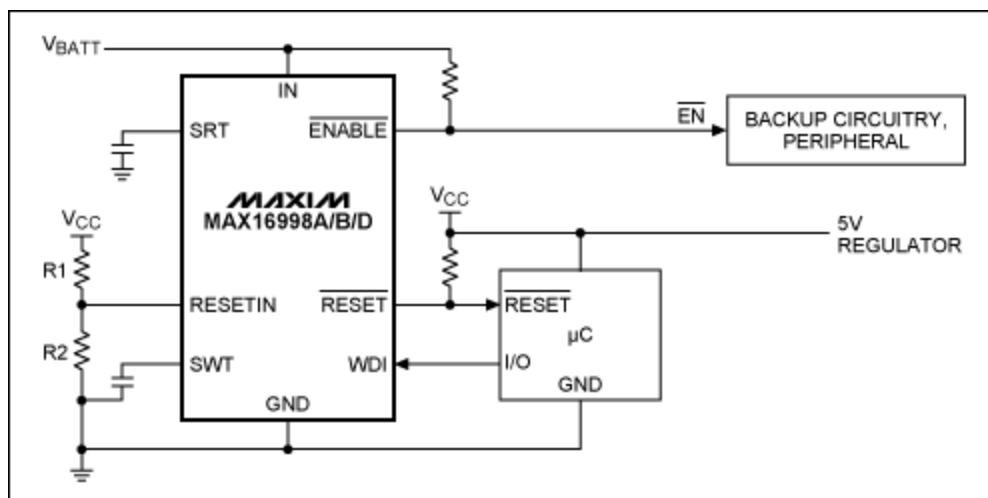 VBATT
IN
SRT
ENABLE
EN
BACKUP CIRCUITRY,
PERIPHERAL
MAXIM
MAX16998A/B/D
VCC
VCC
5V
REGULATOR
R1
RESETIN
RESET
RESET
µC
R2
SWT
WDI
I/O
GND
GND